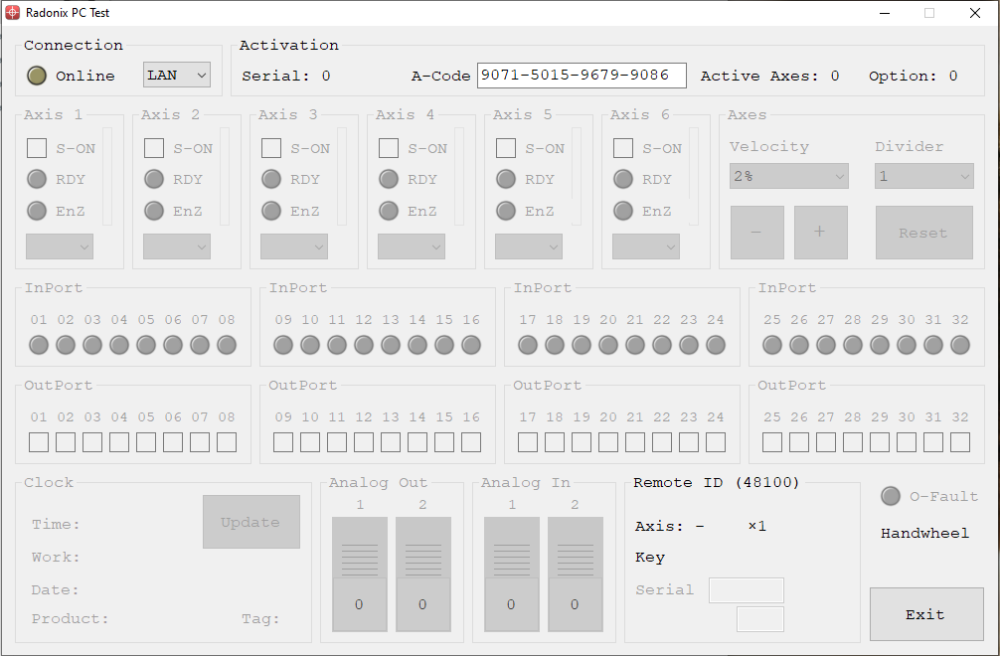 Radonix PC Test
Connection
Activation
Online LAN
Serial: 0 A-Code 9071-5015-9679-9086 Active Axes: 0 Option: 0
Axis 1 Axis 2 Axis 3 Axis 4 Axis 5 Axis 6 Axes
S-ON S-ON S-ON S-ON S-ON S-ON Velocity Divider
RDY RDY RDY RDY RDY RDY 2% 1
EnZ EnZ EnZ EnZ EnZ EnZ
- + Reset
InPort InPort InPort InPort
01 02 03 04 05 06 07 08 09 10 11 12 13 14 15 16 17 18 19 20 21 22 23 24 25 26 27 28 29 30 31 32
OutPort OutPort OutPort OutPort
01 02 03 04 05 06 07 08 09 10 11 12 13 14 15 16 17 18 19 20 21 22 23 24 25 26 27 28 29 30 31 32
Clock
Time:
Update
Work:
Date:
Product: Tag:
Analog Out
1 2
0 0
Analog In
1 2
0 0
Remote ID (48100)
Axis: - ×1
Key
Serial
O-Fault
Handwheel
Exit